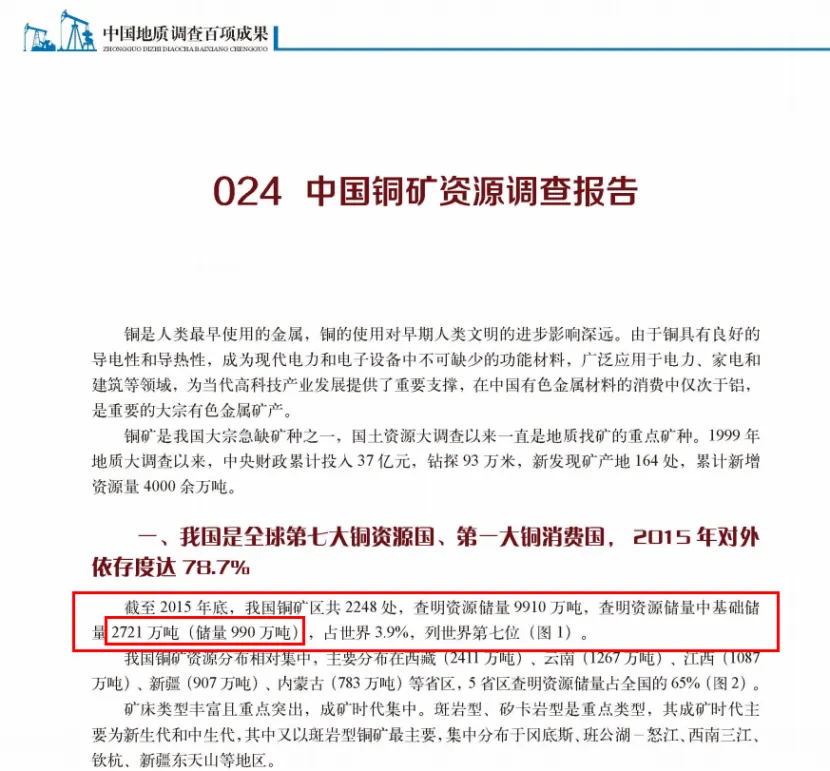 中国地质调查百项成果
ZHONGGUO DIZHI DIAOCHA BAIXIANG CHENGGUO
024 中国铜矿资源调查报告
铜是人类最早使用的金属，铜的使用对早期人类文明的进步影响深远。由于铜具有良好的
导电性和导热性，成为现代电力和电子设备中不可缺少的功能材料，广泛应用于电力、家电和
建筑等领域，为当代高科技产业发展提供了重要支撑，在中国有色金属材料的消费中仅次于铝，
是重要的大宗有色金属矿产。
铜矿是我国大宗急缺矿种之一，国土资源大调查以来一直是地质找矿的重点矿种。1999 年
地质大调查以来，中央财政累计投入 37 亿元，钻探 93 万米，新发现矿产地 164 处，累计新增
资源量 4000 余万吨。
一、我国是全球第七大铜资源国、第一大铜消费国，2015 年对外
依存度达 78.7%
截至 2015 年底，我国铜矿区共 2248 处，查明资源储量 9910 万吨，查明资源储量中基础储
量 2721 万吨（储量 990 万吨），占世界 3.9%，列世界第七位（图 1）。
我国铜矿资源分布相对集中，主要分布在西藏（2411 万吨）、云南（1267 万吨）、江西（1087
万吨）、新疆（907 万吨）、内蒙古（783 万吨）等省区，5 省区查明资源储量占全国的 65%（图 2）。
矿床类型丰富且重点突出，成矿时代集中。斑岩型、矽卡岩型是重点类型，其成矿时代主
要为新生代和中生代，其中又以斑岩型铜矿最主要，集中分布于冈底斯、班公湖－怒江、西南三江、
钦杭、新疆东天山等地区。